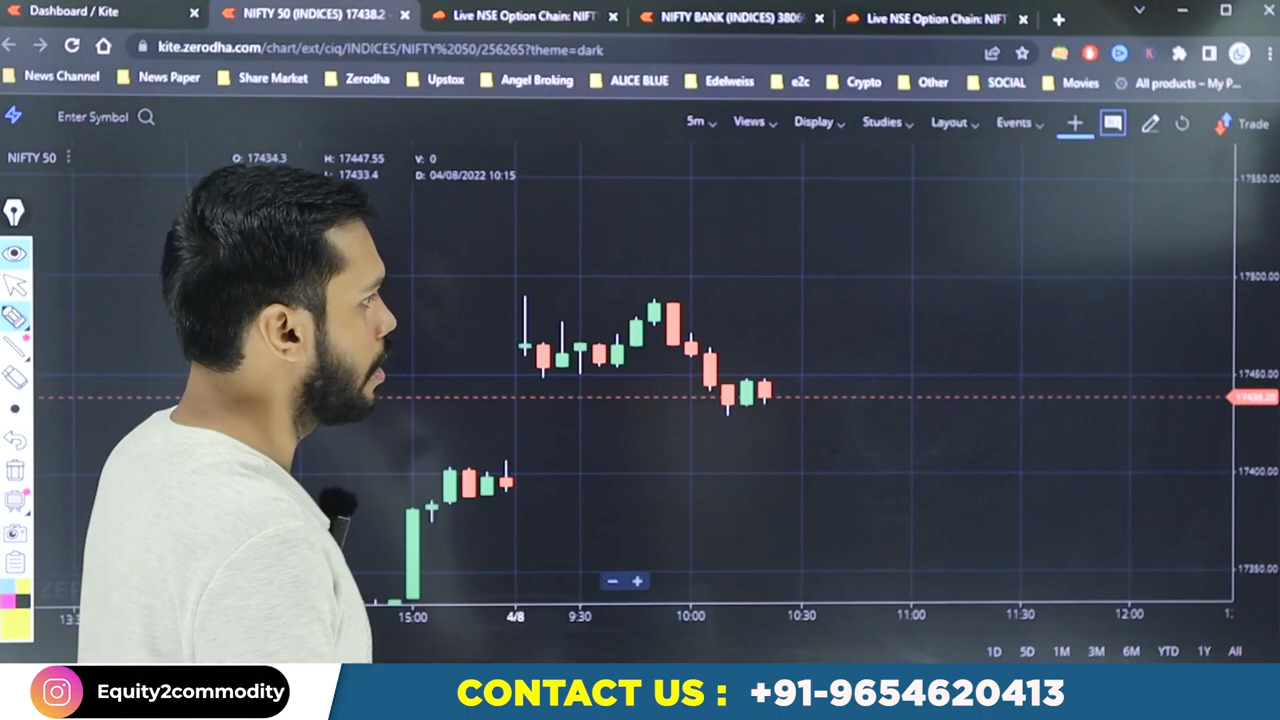 Dashboard / Kite
NIFTY 50 (INDICES) 17438.2
Live NSE Option Chain: NIFT
NIFTY BANK (INDICES) 3806
Live NSE Option Chain: NIFT
kite.zerodha.com/chart/ext/ciq/INDICES/NIFTY%2050/256265?theme=dark
News Channel News Paper Share Market Zerodha Upstox Angel Broking ALICE BLUE Edelweiss e2c Crypto Other SOCIAL Movies All products – My P...
Enter Symbol 5m Views Display Studies Layout Events Trade
NIFTY 50 O: 17434.3 H: 17447.55 V: 0
L: 17433.4 D: 04/08/2022 10:15
17550.00
17500.00
17450.00
17438.20
17400.00
17350.00
15:00 4/8 9:30 10:00 10:30 11:00 11:30 12:00
1D 5D 1M 3M 6M YTD 1Y All
Equity2commodity
CONTACT US : +91-9654620413